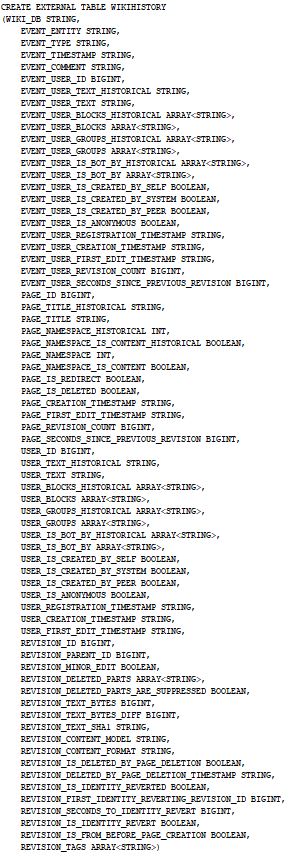 CREATE EXTERNAL TABLE WIKIHISTORY
(WIKI_DB STRING,
EVENT_ENTITY STRING,
EVENT_TYPE STRING,
EVENT_TIMESTAMP STRING,
EVENT_COMMENT STRING,
EVENT_USER_ID BIGINT,
EVENT_USER_TEXT_HISTORICAL STRING,
EVENT_USER_TEXT STRING,
EVENT_USER_BLOCKS_HISTORICAL ARRAY<STRING>,
EVENT_USER_BLOCKS ARRAY<STRING>,
EVENT_USER_GROUPS_HISTORICAL ARRAY<STRING>,
EVENT_USER_GROUPS ARRAY<STRING>,
EVENT_USER_IS_BOT_BY_HISTORICAL ARRAY<STRING>,
EVENT_USER_IS_BOT_BY ARRAY<STRING>,
EVENT_USER_IS_CREATED_BY_SELF BOOLEAN,
EVENT_USER_IS_CREATED_BY_SYSTEM BOOLEAN,
EVENT_USER_IS_CREATED_BY_PEER BOOLEAN,
EVENT_USER_IS_ANONYMOUS BOOLEAN,
EVENT_USER_REGISTRATION_TIMESTAMP STRING,
EVENT_USER_CREATION_TIMESTAMP STRING,
EVENT_USER_FIRST_EDIT_TIMESTAMP STRING,
EVENT_USER_REVISION_COUNT BIGINT,
EVENT_USER_SECONDS_SINCE_PREVIOUS_REVISION BIGINT,
PAGE_ID BIGINT,
PAGE_TITLE_HISTORICAL STRING,
PAGE_TITLE STRING,
PAGE_NAMESPACE_HISTORICAL INT,
PAGE_NAMESPACE_IS_CONTENT_HISTORICAL BOOLEAN,
PAGE_NAMESPACE INT,
PAGE_NAMESPACE_IS_CONTENT BOOLEAN,
PAGE_IS_REDIRECT BOOLEAN,
PAGE_IS_DELETED BOOLEAN,
PAGE_CREATION_TIMESTAMP STRING,
PAGE_FIRST_EDIT_TIMESTAMP STRING,
PAGE_REVISION_COUNT BIGINT,
PAGE_SECONDS_SINCE_PREVIOUS_REVISION BIGINT,
USER_ID BIGINT,
USER_TEXT_HISTORICAL STRING,
USER_TEXT STRING,
USER_BLOCKS_HISTORICAL ARRAY<STRING>,
USER_BLOCKS ARRAY<STRING>,
USER_GROUPS_HISTORICAL ARRAY<STRING>,
USER_GROUPS ARRAY<STRING>,
USER_IS_BOT_BY_HISTORICAL ARRAY<STRING>,
USER_IS_BOT_BY ARRAY<STRING>,
USER_IS_CREATED_BY_SELF BOOLEAN,
USER_IS_CREATED_BY_SYSTEM BOOLEAN,
USER_IS_CREATED_BY_PEER BOOLEAN,
USER_IS_ANONYMOUS BOOLEAN,
USER_REGISTRATION_TIMESTAMP STRING,
USER_CREATION_TIMESTAMP STRING,
USER_FIRST_EDIT_TIMESTAMP STRING,
REVISION_ID BIGINT,
REVISION_PARENT_ID BIGINT,
REVISION_MINOR_EDIT BOOLEAN,
REVISION_DELETED_PARTS ARRAY<STRING>,
REVISION_DELETED_PARTS_ARE_SUPPRESSED BOOLEAN,
REVISION_TEXT_BYTES BIGINT,
REVISION_TEXT_BYTES_DIFF BIGINT,
REVISION_TEXT_SHA1 STRING,
REVISION_CONTENT_MODEL STRING,
REVISION_CONTENT_FORMAT STRING,
REVISION_IS_DELETED_BY_PAGE_DELETION BOOLEAN,
REVISION_DELETED_BY_PAGE_DELETION_TIMESTAMP STRING,
REVISION_IS_IDENTITY_REVERTED BOOLEAN,
REVISION_FIRST_IDENTITY_REVERTING_REVISION_ID BIGINT,
REVISION_SECONDS_TO_IDENTITY_REVERT BIGINT,
REVISION_IS_IDENTITY_REVERT BOOLEAN,
REVISION_IS_FROM_BEFORE_PAGE_CREATION BOOLEAN,
REVISION_TAGS ARRAY<STRING>)